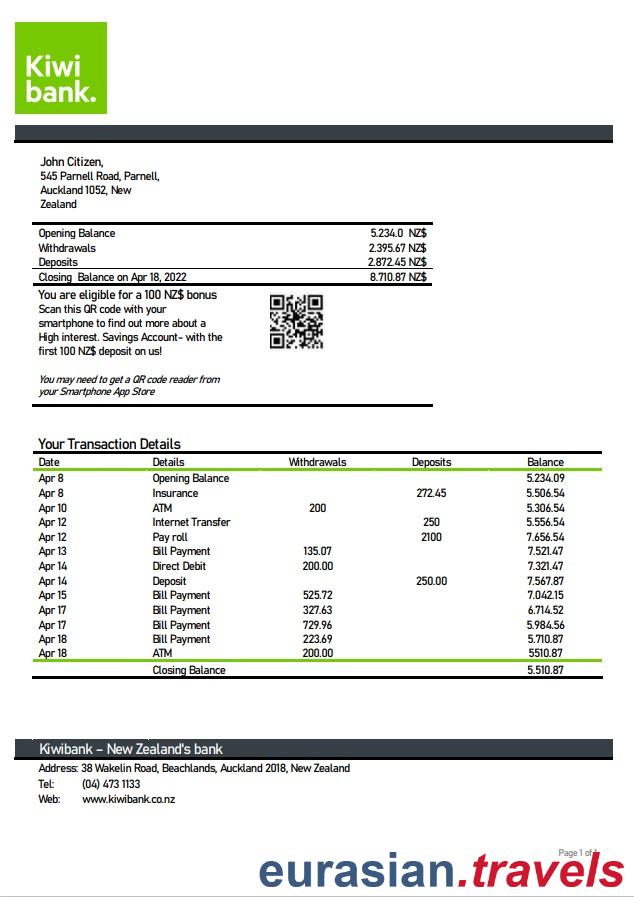 Kiwi
bank.
John Citizen,
545 Parnell Road, Parnell,
Auckland 1052, New
Zealand
Opening Balance 5.234.0 NZ$
Withdrawals 2.395.67 NZ$
Deposits 2.872.45 NZ$
Closing Balance on Apr 18, 2022 8.710.87 NZ$
You are eligible for a 100 NZ$ bonus
Scan this QR code with your
smartphone to find out more about a
High interest. Savings Account- with the
first 100 NZ$ deposit on us!
You may need to get a QR code reader from
your Smartphone App Store
Your Transaction Details
Date Details Withdrawals Deposits Balance
Apr 8 Opening Balance 5.234.09
Apr 8 Insurance 272.45 5.506.54
Apr 10 ATM 200 5.306.54
Apr 12 Internet Transfer 250 5.556.54
Apr 12 Pay roll 2100 7.656.54
Apr 13 Bill Payment 135.07 7.521.47
Apr 14 Direct Debit 200.00 7.321.47
Apr 14 Deposit 250.00 7.567.87
Apr 15 Bill Payment 525.72 7.042.15
Apr 17 Bill Payment 327.63 6.714.52
Apr 17 Bill Payment 729.96 5.984.56
Apr 18 Bill Payment 223.69 5.710.87
Apr 18 ATM 200.00 5510.87
Closing Balance 5.510.87
Kiwibank – New Zealand's bank
Address: 38 Wakelin Road, Beachlands, Auckland 2018, New Zealand
Tel: (04) 473 1133
Web: www.kiwibank.co.nz
Page 1 of 1
eurasian.travels